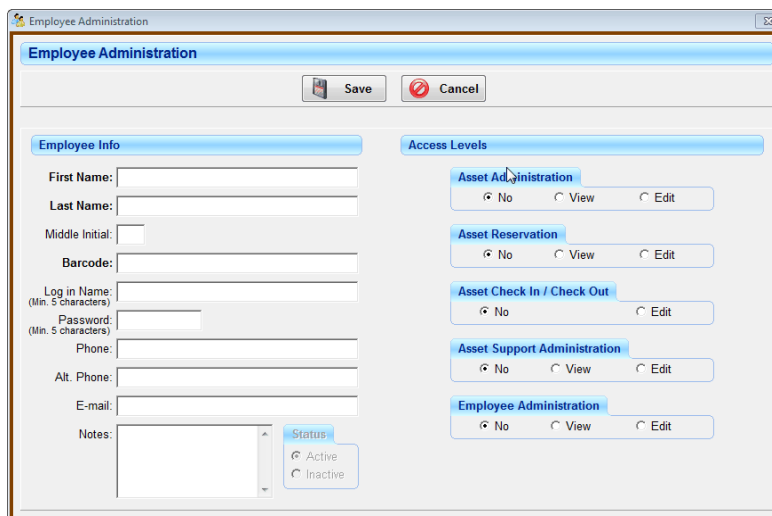 Employee Administration
Employee Administration
Save Cancel
Employee Info
First Name:
Last Name:
Middle Initial:
Barcode:
Log in Name:
(Min. 5 characters)
Password:
(Min. 5 characters)
Phone:
Alt. Phone:
E-mail:
Notes:
Status
Active
Inactive
Access Levels
Asset Administration
No View Edit
Asset Reservation
No View Edit
Asset Check In / Check Out
No Edit
Asset Support Administration
No View Edit
Employee Administration
No View Edit